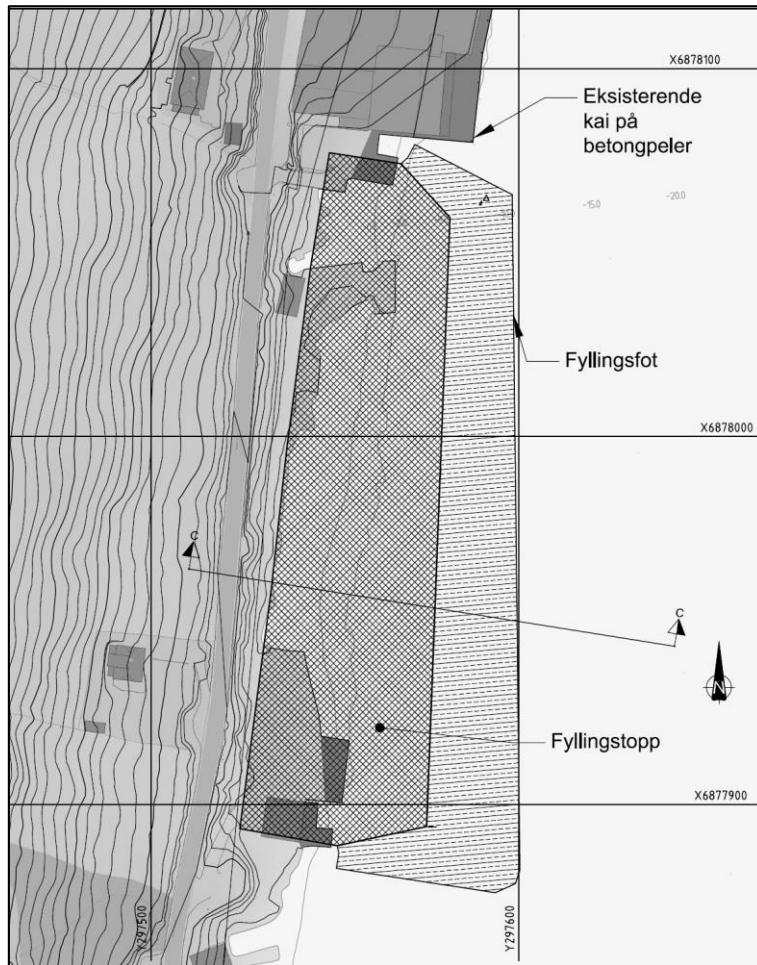 X6878100
Eksisterende
kai på
betongpeler
-15.0
-20.0
Fyllingsfot
X6878000
C
C
N
Fyllingstopp
X6877900
Y297500
Y297600